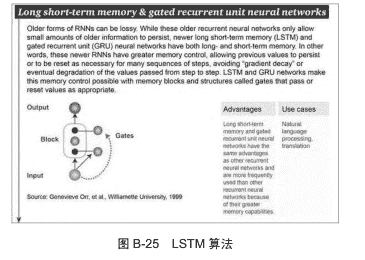 Long short-term memory & gated recurrent unit neural networks
Older forms of RNNs can be lossy. While these older recurrent neural networks only allow
small amounts of older information to persist, newer long short-term memory (LSTM) and
gated recurrent unit (GRU) neural networks have both long- and short-term memory. In other
words, these newer RNNs have greater memory control, allowing previous values to persist
or to be reset as necessary for many sequences of steps, avoiding "gradient decay" or
eventual degradation of the values passed from step to step. LSTM and GRU networks make
this memory control possible with memory blocks and structures called gates that pass or
reset values as appropriate.
Output
Block
Gates
Input
Advantages
Long short-term
memory and gated
recurrent unit neural
networks have the
same advantages
as other recurrent
neural networks and
are more frequently
used than other
recurrent neural
networks because
of their greater
memory capabilities.
Use cases
Natural
language
processing,
translation
Source: Genevieve Orr, et al., Willamette University, 1999
图 B-25 LSTM 算法